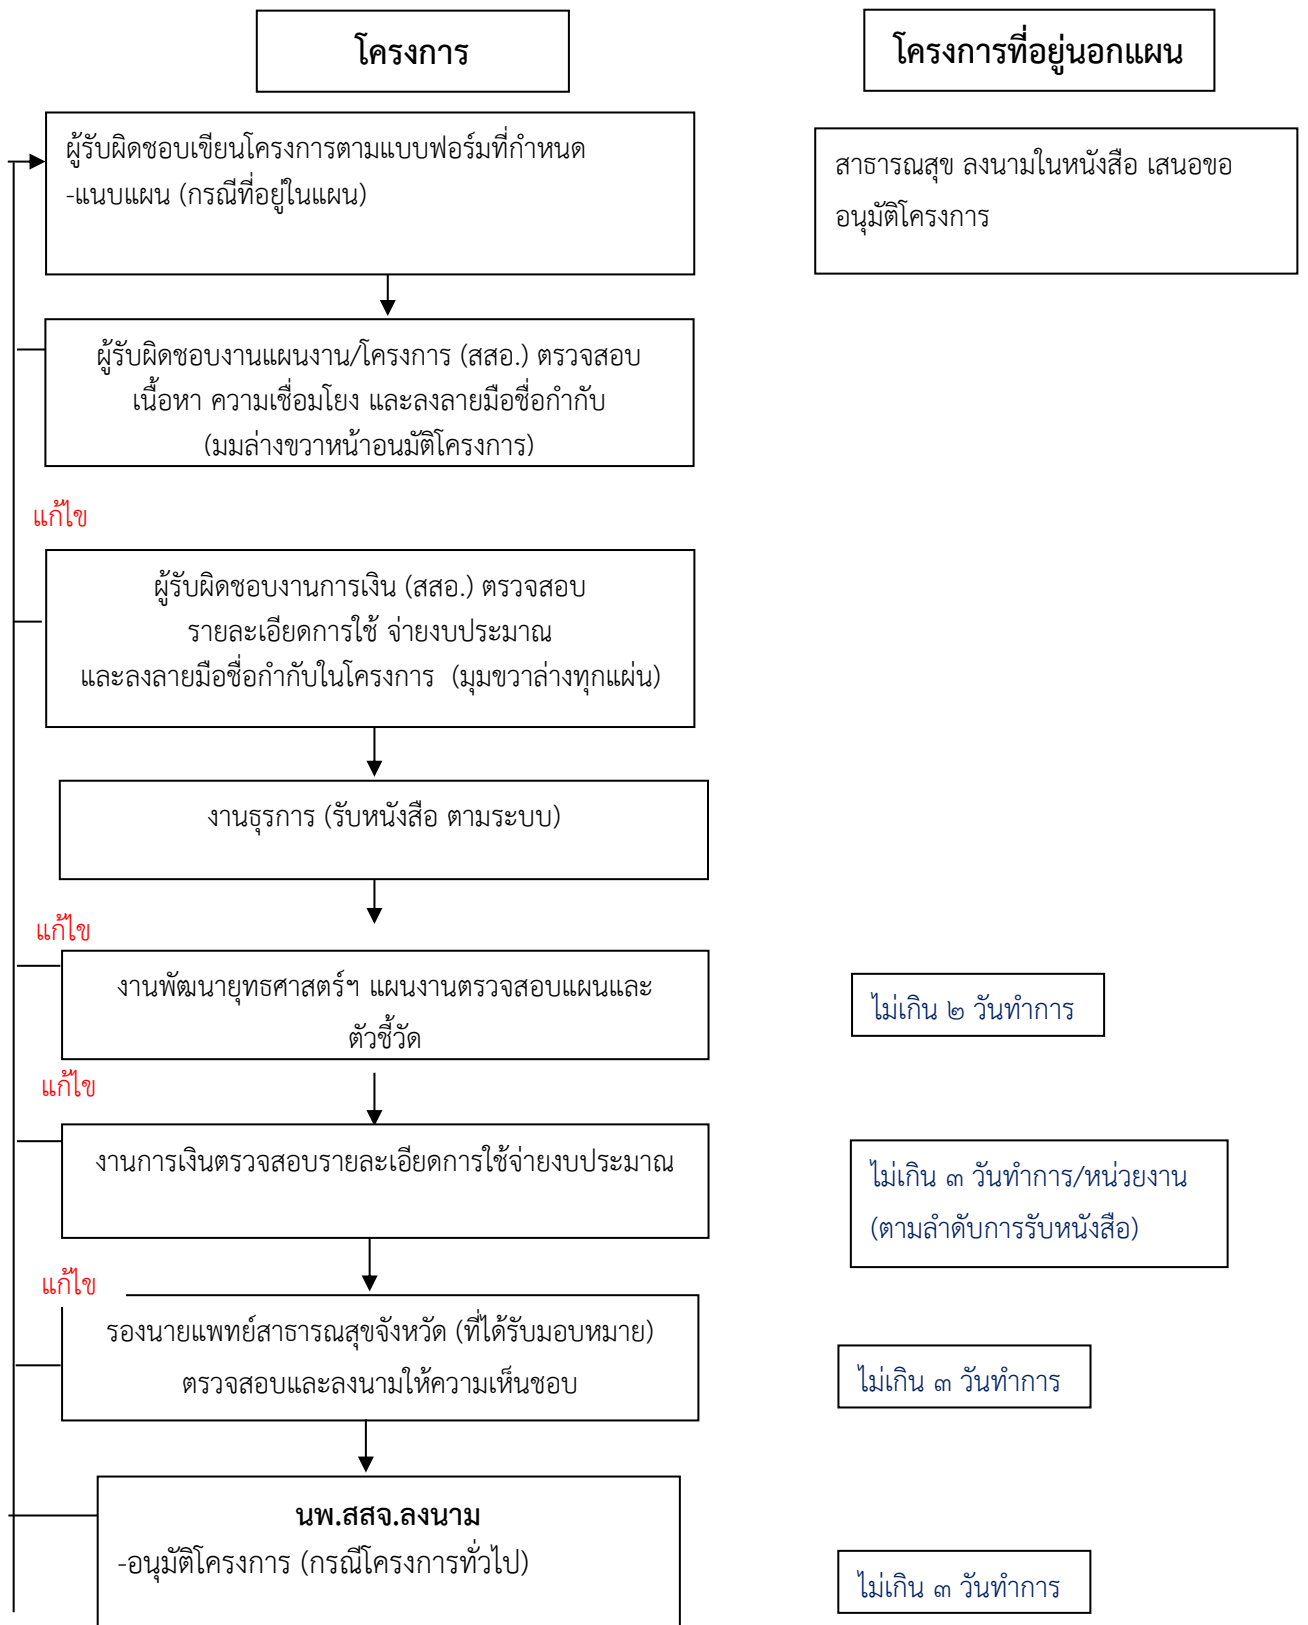 โครงการ
โครงการที่อยู่นอกแผน
ผู้รับผิดชอบเขียนโครงการตามแบบฟอร์มที่กำหนด
-แนบแผน (กรณีที่อยู่ในแผน)
สาธารณสุข ลงนามในหนังสือ เสนอขอ
อนุมัติโครงการ
ผู้รับผิดชอบงานแผนงาน/โครงการ (สสอ.) ตรวจสอบ
เนื้อหา ความเชื่อมโยง และลงลายมือชื่อกำกับ
(มมล่างขวาหน้าอนมัติโครงการ)
แก้ไข
ผู้รับผิดชอบงานการเงิน (สสอ.) ตรวจสอบ
รายละเอียดการใช้ จ่ายงบประมาณ
และลงลายมือชื่อกำกับในโครงการ (มุมขวาล่างทุกแผ่น)
งานธุรการ (รับหนังสือ ตามระบบ)
แก้ไข
งานพัฒนายุทธศาสตร์ฯ แผนงานตรวจสอบแผนและ
ตัวชี้วัด
ไม่เกิน ๒ วันทำการ
แก้ไข
งานการเงินตรวจสอบรายละเอียดการใช้จ่ายงบประมาณ
ไม่เกิน ๓ วันทำการ/หน่วยงาน
(ตามลำดับการรับหนังสือ)
แก้ไข
รองนายแพทย์สาธารณสุขจังหวัด (ที่ได้รับมอบหมาย)
ตรวจสอบและลงนามให้ความเห็นชอบ
ไม่เกิน ๓ วันทำการ
นพ.สสจ.ลงนาม
-อนุมัติโครงการ (กรณีโครงการทั่วไป)
ไม่เกิน ๓ วันทำการ